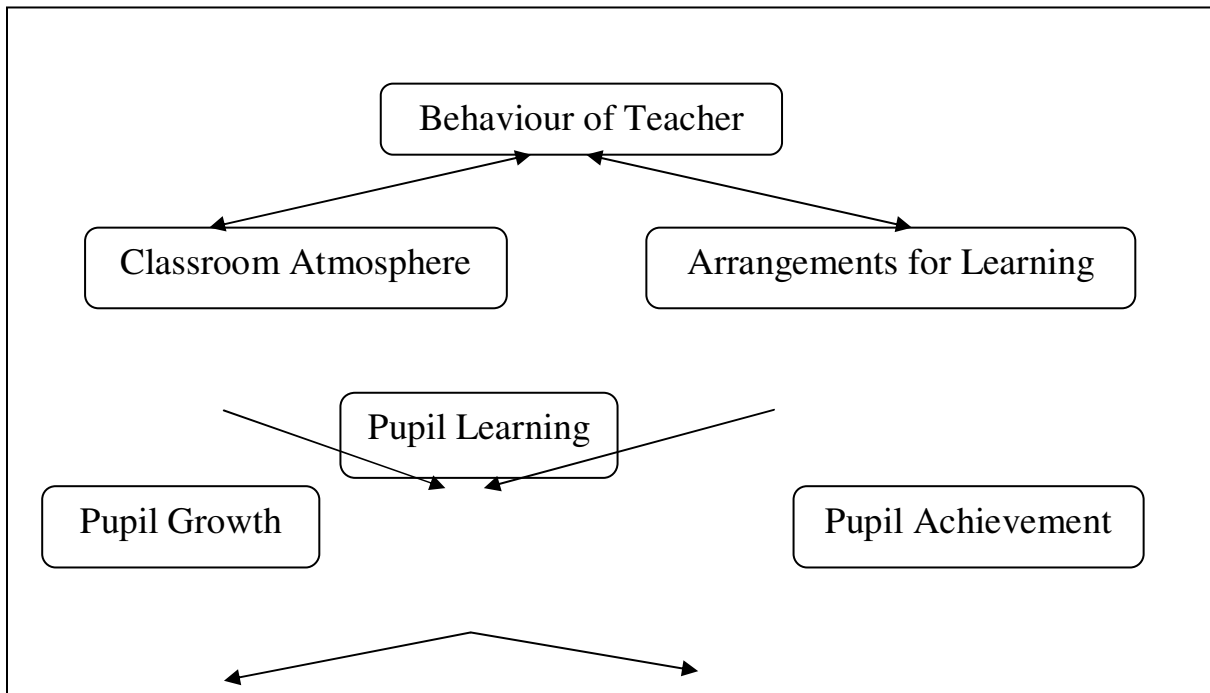 Behaviour of Teacher
Classroom Atmosphere
Arrangements for Learning
Pupil Learning
Pupil Growth
Pupil Achievement